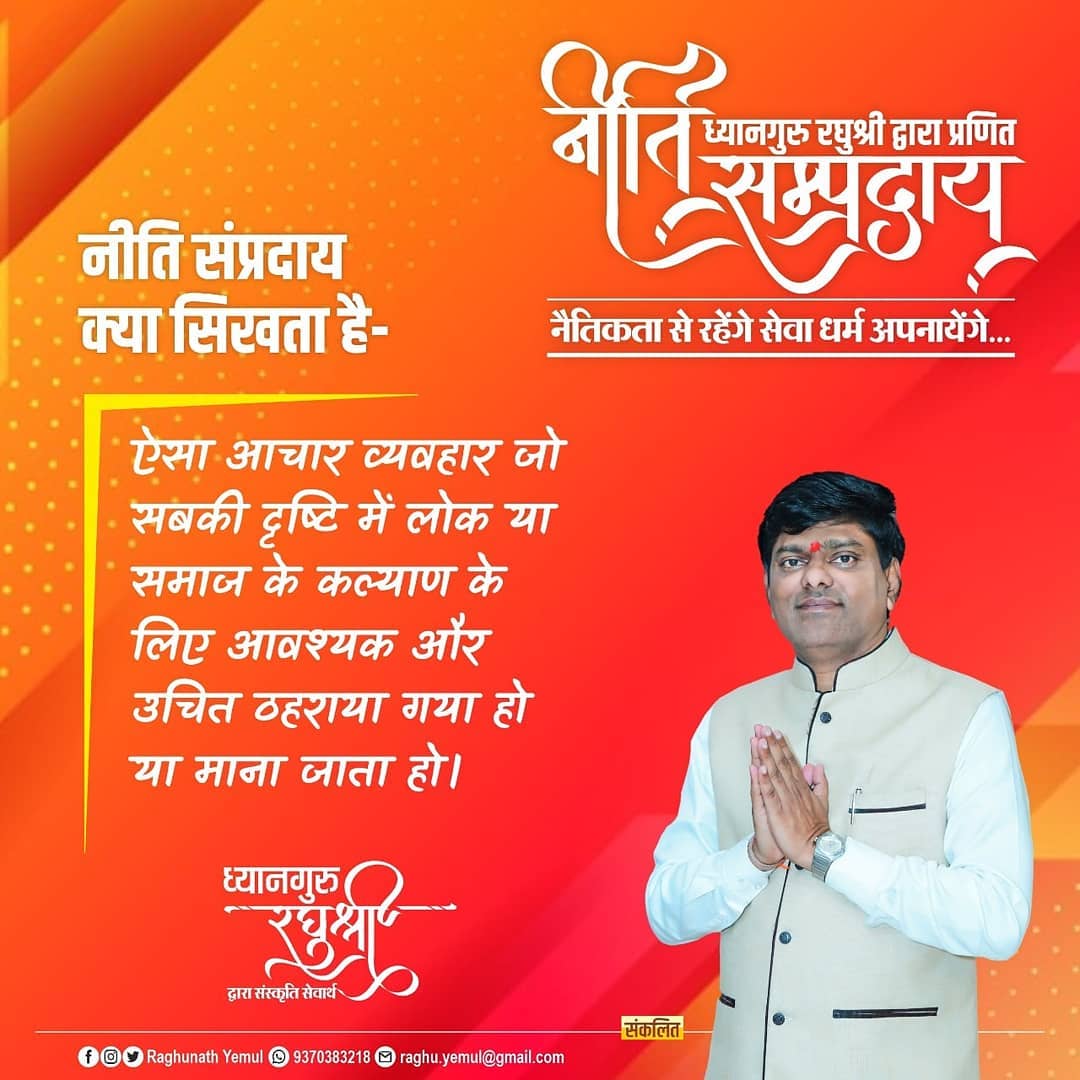 नीति ध्यानगुरु रघुश्री द्वारा प्रणित
सम्प्रदाय
नैतिकता से रहेंगे सेवा धर्म अपनायेंगे...
नीति संप्रदाय
क्या सिखता है-
ऐसा आचार व्यवहार जो
सबकी दृष्टि में लोक या
समाज के कल्याण के
लिए आवश्यक और
उचित ठहराया गया हो
या माना जाता हो।
ध्यानगुरु
रघुश्री
द्वारा संस्कृति सेवार्थ
संकलित
Raghunath Yemul 9370383218 raghu.yemul@gmail.com